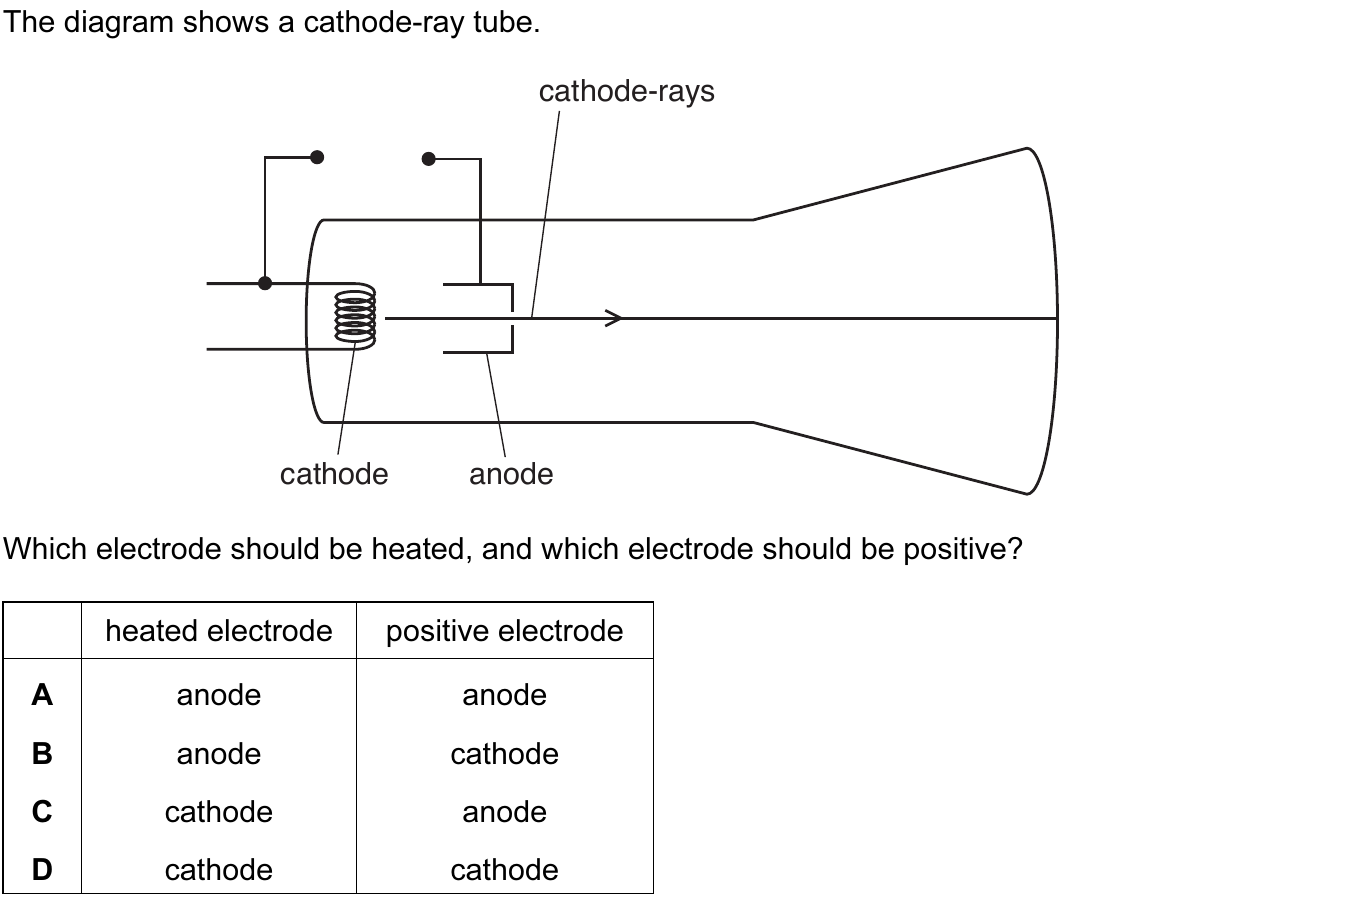 The diagram shows a cathode-ray tube.
cathode-rays
cathode anode
Which electrode should be heated, and which electrode should be positive?
heated electrode positive electrode
A anode anode
B anode cathode
C cathode anode
D cathode cathode